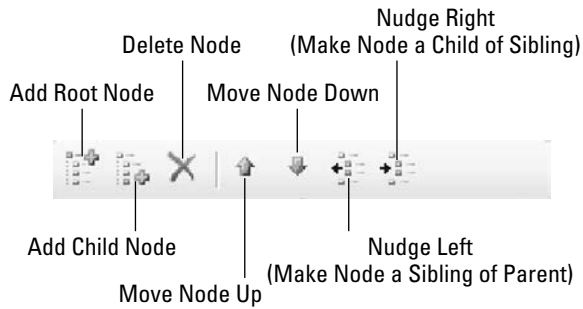 Nudge Right
(Make Node a Child of Sibling)
Delete Node
Add Root Node
Move Node Down
Add Child Node
Nudge Left
(Make Node a Sibling of Parent)
Move Node Up